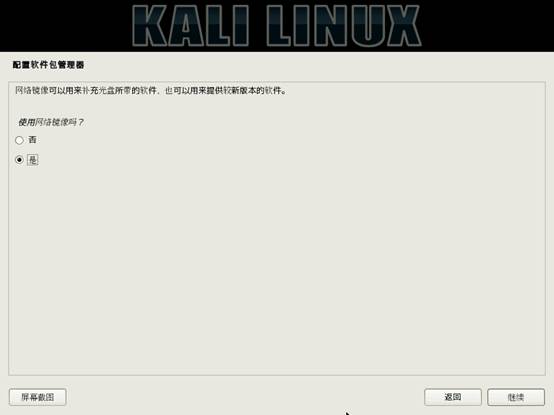 KALI LINUX
配置软件包管理器
网络镜像可以用来补充光盘所带的软件，也可以用来提供较新版本的软件。
使用网络镜像吗？
否
是
屏幕截图
返回
继续